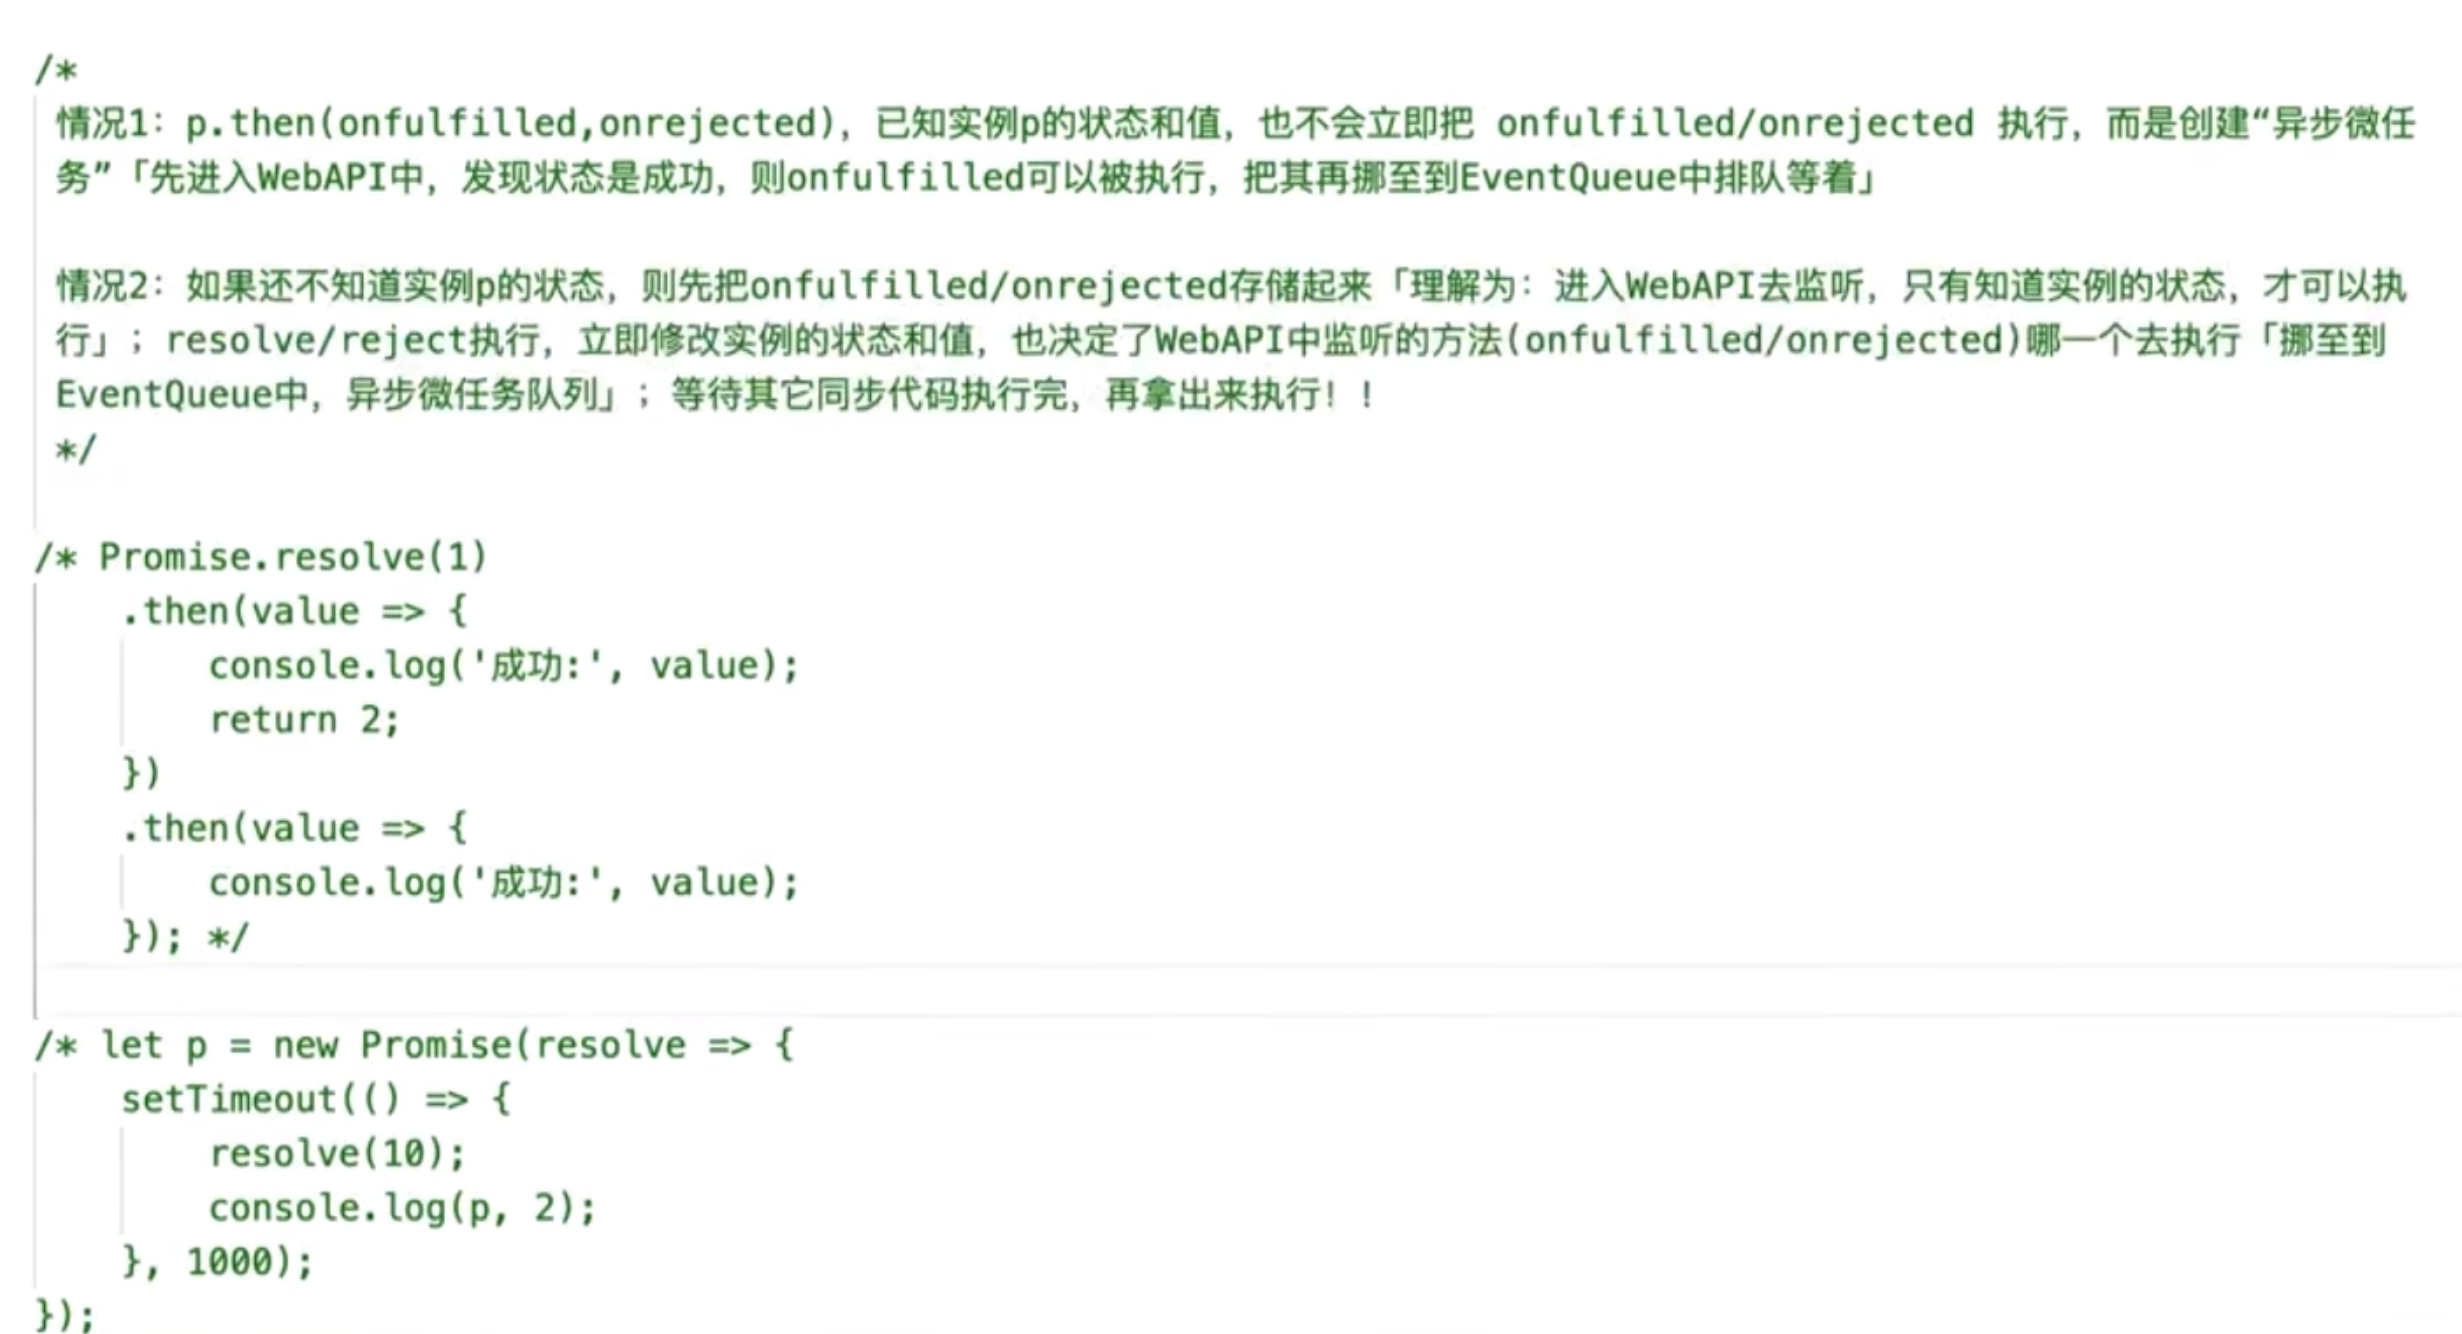 /*
情况1：p.then(onfulfilled,onrejected)，已知实例p的状态和值，也不会立即把 onfulfilled/onrejected 执行，而是创建“异步微任
务”「先进入WebAPI中，发现状态是成功，则onfulfilled可以被执行，把其再挪至到EventQueue中排队等着」
情况2：如果还不知道实例p的状态，则先把onfulfilled/onrejected存储起来「理解为：进入WebAPI去监听，只有知道实例的状态，才可以执
行」；resolve/reject执行，立即修改实例的状态和值，也决定了WebAPI中监听的方法(onfulfilled/onrejected)哪一个去执行「挪至到
EventQueue中，异步微任务队列」；等待其它同步代码执行完，再拿出来执行！！
*/
/* Promise.resolve(1)
.then(value => {
console.log('成功:', value);
return 2;
})
.then(value => {
console.log('成功:', value);
}); */
/* let p = new Promise(resolve => {
setTimeout(() => {
resolve(10);
console.log(p, 2);
}, 1000);
});